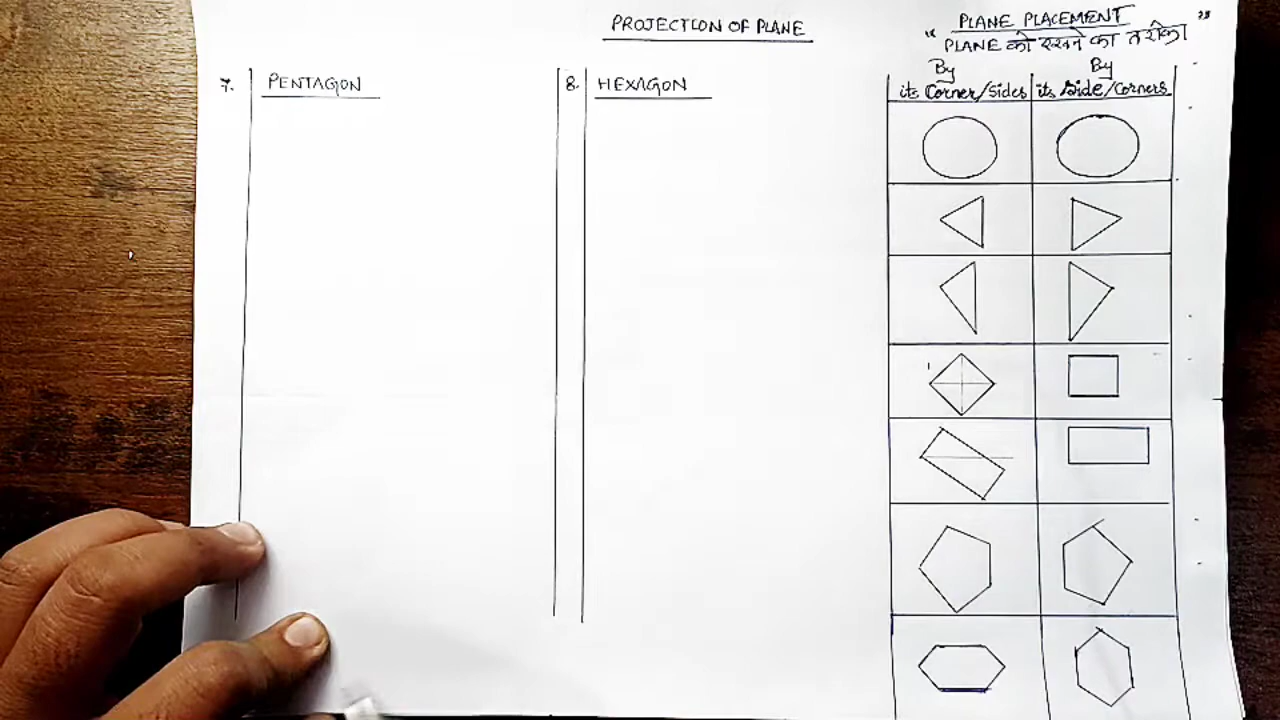 PROJECTION OF PLANE
" PLANE PLACEMENT "
PLANE को रखने का तरीका
7. PENTAGON
8. HEXAGON
By its Corner/Sides
By its Side/Corners